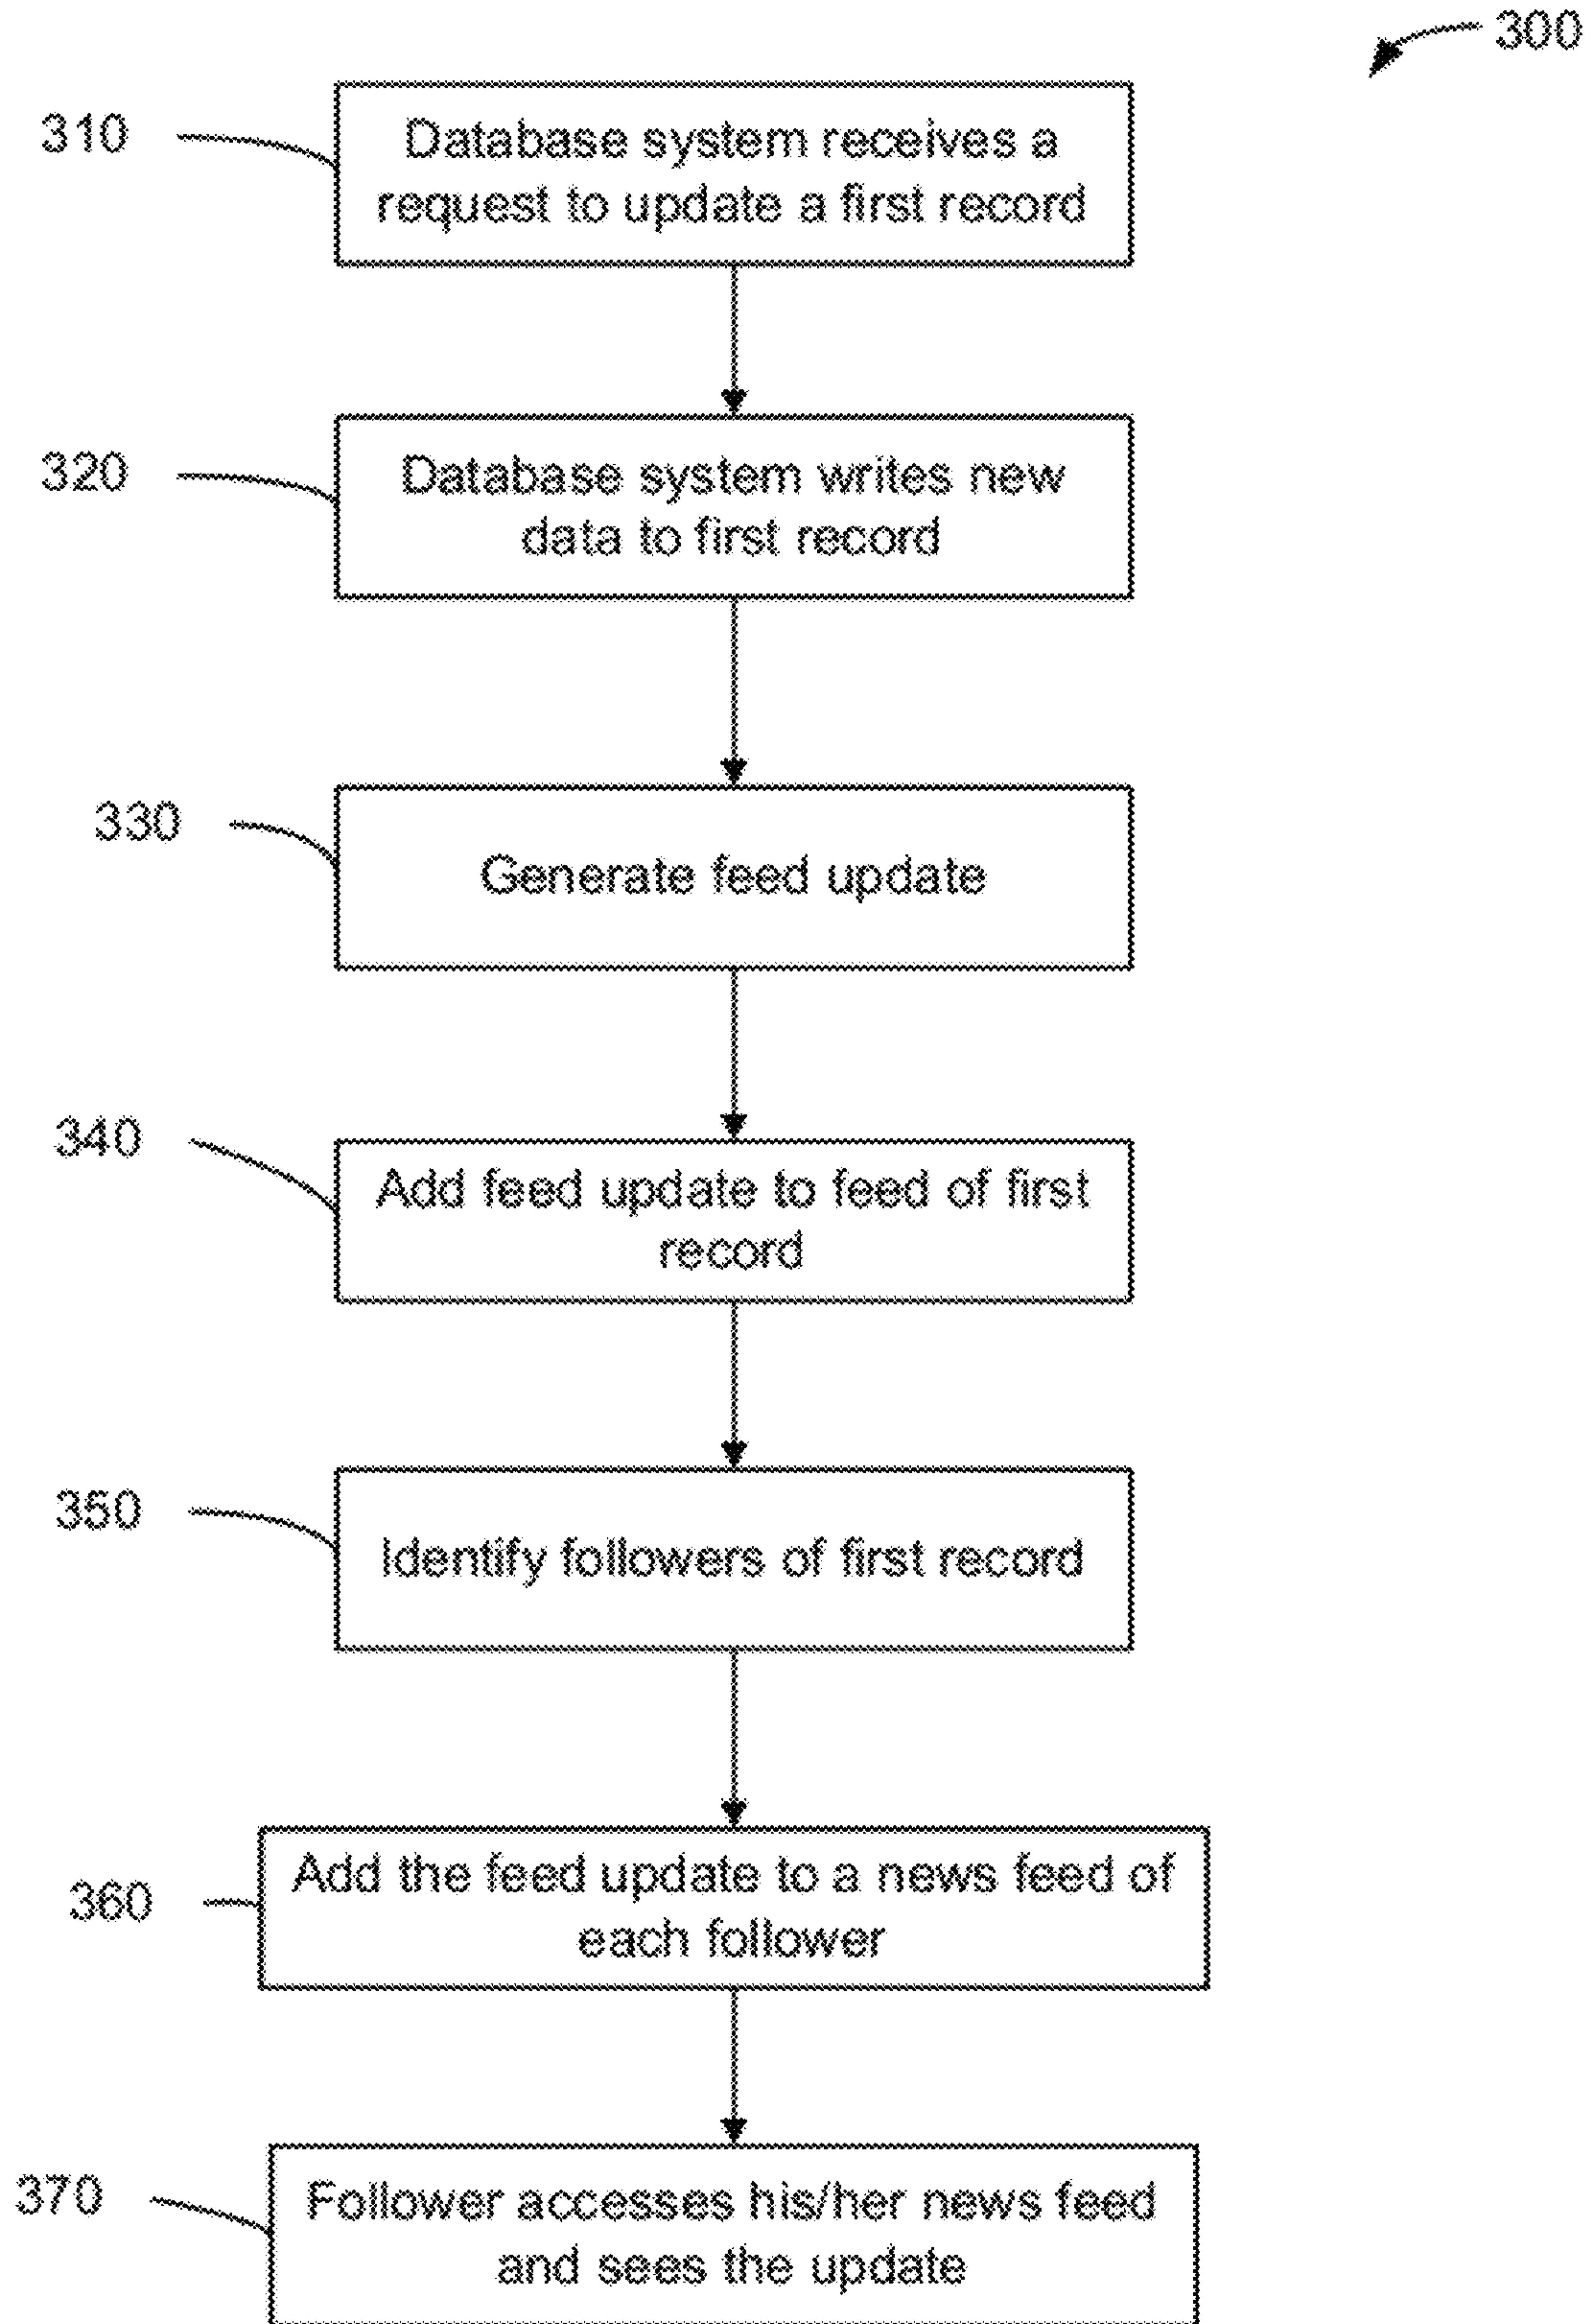 300
310
Database system receives a
request to update a first record
320
Database system writes new
data to first record
330
Generate feed update
340
Add feed update to feed of first
record
350
Identify followers of first record
360
Add the feed update to a news feed of
each follower
370
Follower accesses his/her news feed
and sees the update